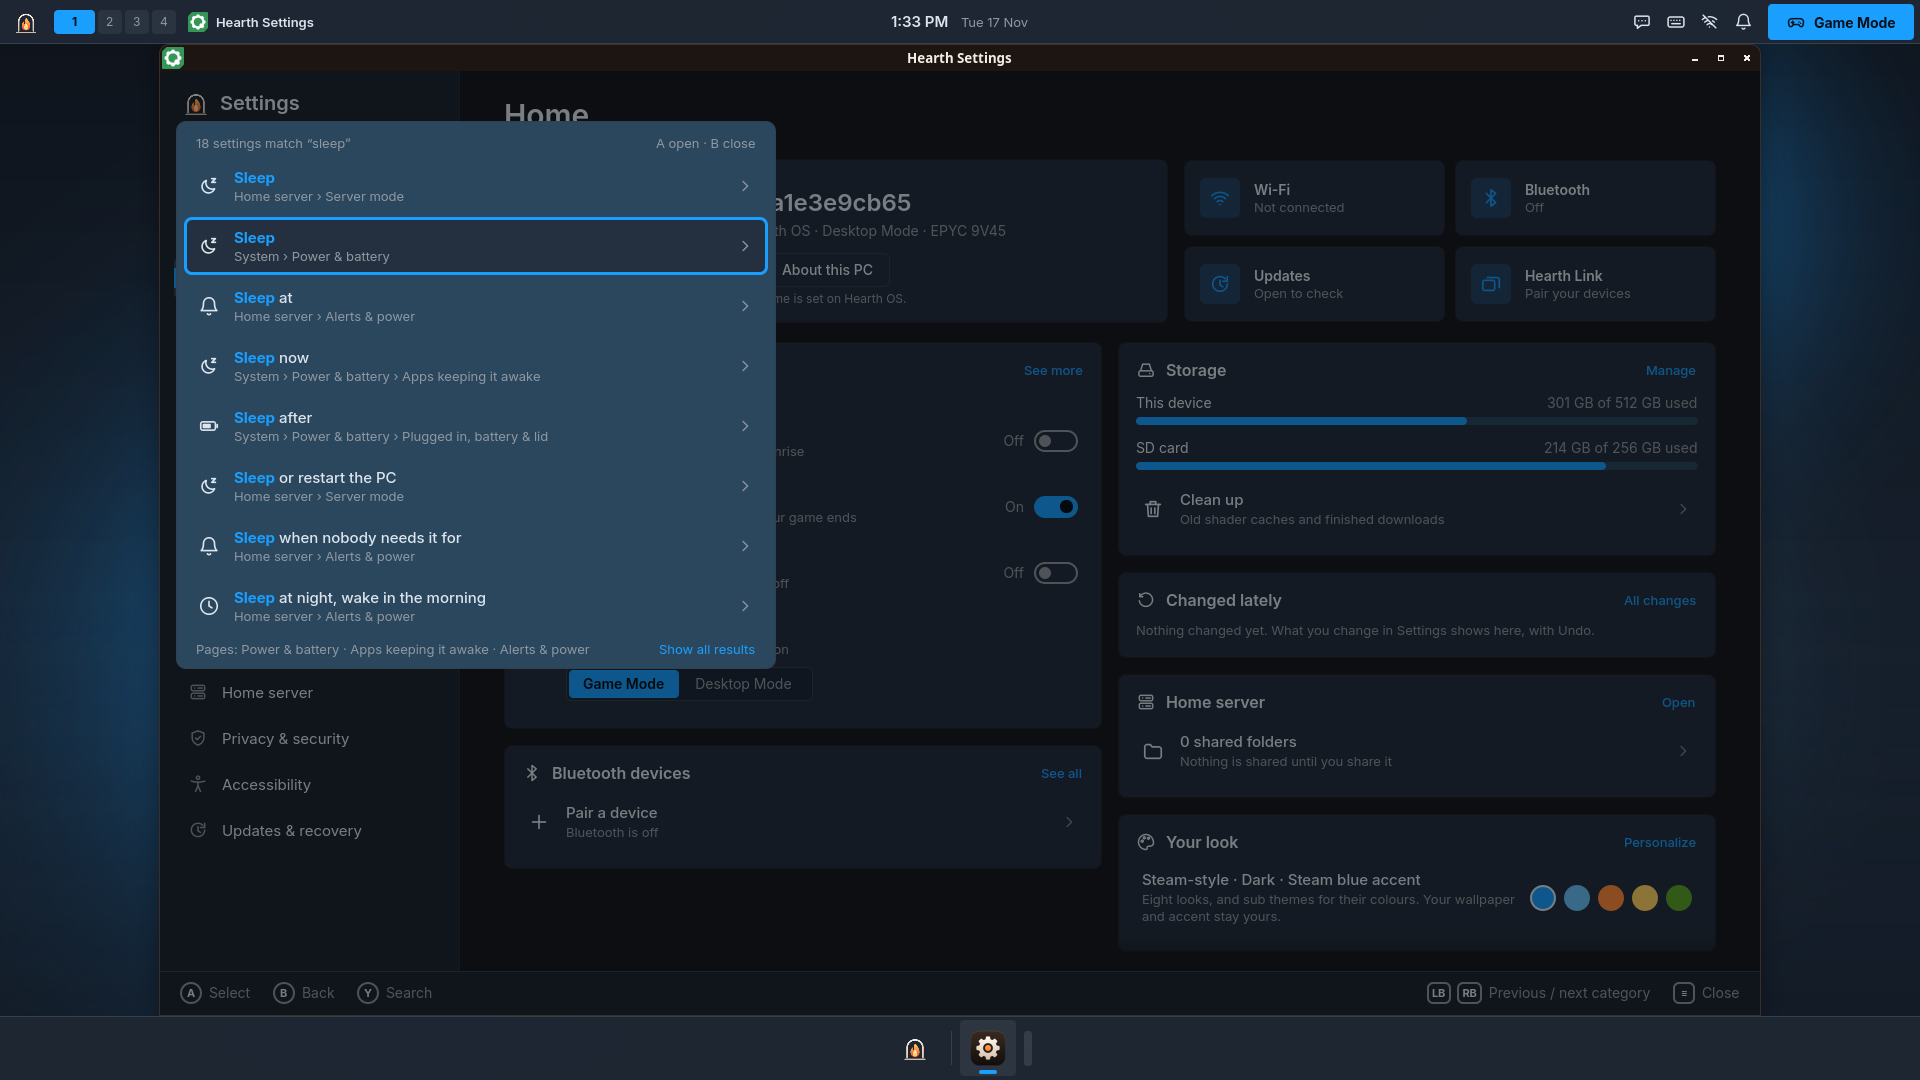 1 2 3 4 Hearth Settings
1:33 PM Tue 17 Nov
Game Mode
Hearth Settings
Settings
Home
18 settings match “sleep” A open · B close
Sleep
Home server › Server mode
Sleep
System › Power & battery
Sleep at
Home server › Alerts & power
Sleep now
System › Power & battery › Apps keeping it awake
Sleep after
System › Power & battery › Plugged in, battery & lid
Sleep or restart the PC
Home server › Server mode
Sleep when nobody needs it for
Home server › Alerts & power
Sleep at night, wake in the morning
Home server › Alerts & power
Pages: Power & battery · Apps keeping it awake · Alerts & power Show all results
Home server
Privacy & security
Accessibility
Updates & recovery
a1e3e9cb65
OS · Desktop Mode · EPYC 9V45
About this PC
is set on Hearth OS.
Wi-Fi
Not connected
Bluetooth
Off
Updates
Open to check
Hearth Link
Pair your devices
See more
Off
On
game ends
Off
Game Mode Desktop Mode
Bluetooth devices See all
Pair a device
Bluetooth is off
Storage Manage
This device 301 GB of 512 GB used
SD card 214 GB of 256 GB used
Clean up
Old shader caches and finished downloads
Changed lately All changes
Nothing changed yet. What you change in Settings shows here, with Undo.
Home server Open
0 shared folders
Nothing is shared until you share it
Your look Personalize
Steam-style · Dark · Steam blue accent
Eight looks, and sub themes for their colours. Your wallpaper
and accent stay yours.
A Select B Back Y Search
LB RB Previous / next category Close